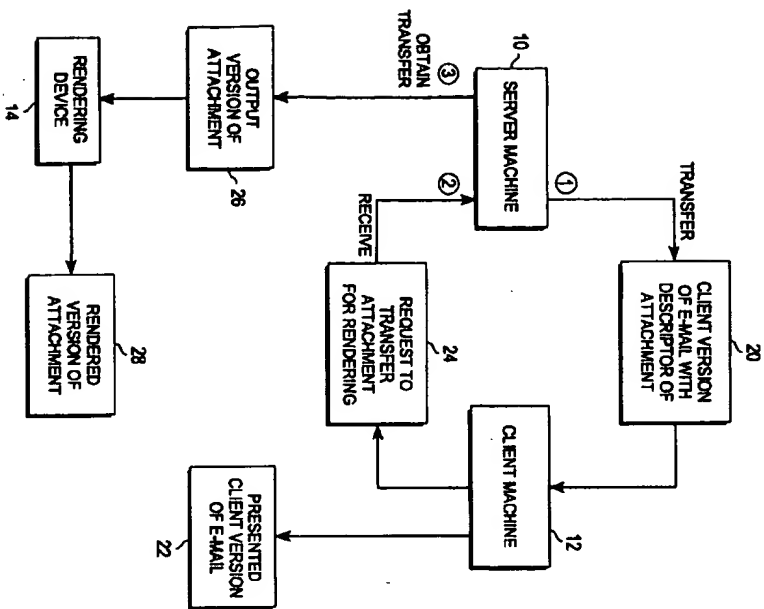 20
CLIENT VERSION
OF E-MAIL WITH
DESCRIPTOR OF
ATTACHMENT
TRANSFER
①
10
SERVER MACHINE
②
RECEIVE
REQUEST TO
TRANSFER
ATTACHMENT
FOR RENDERING
24
CLIENT MACHINE
12
③
OBTAIN
TRANSFER
OUTPUT
VERSION OF
ATTACHMENT
26
PRESENTED
CLIENT VERSION
OF E-MAIL
22
RENDERING
DEVICE
14
RENDERED
VERSION OF
ATTACHMENT
28